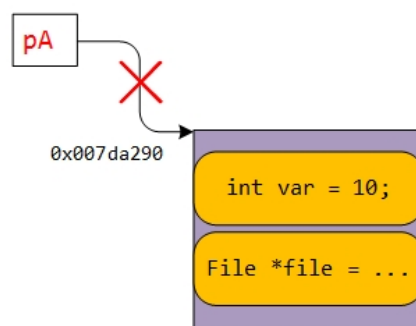 pA
0x007da290
int var = 10;
File *file = ...